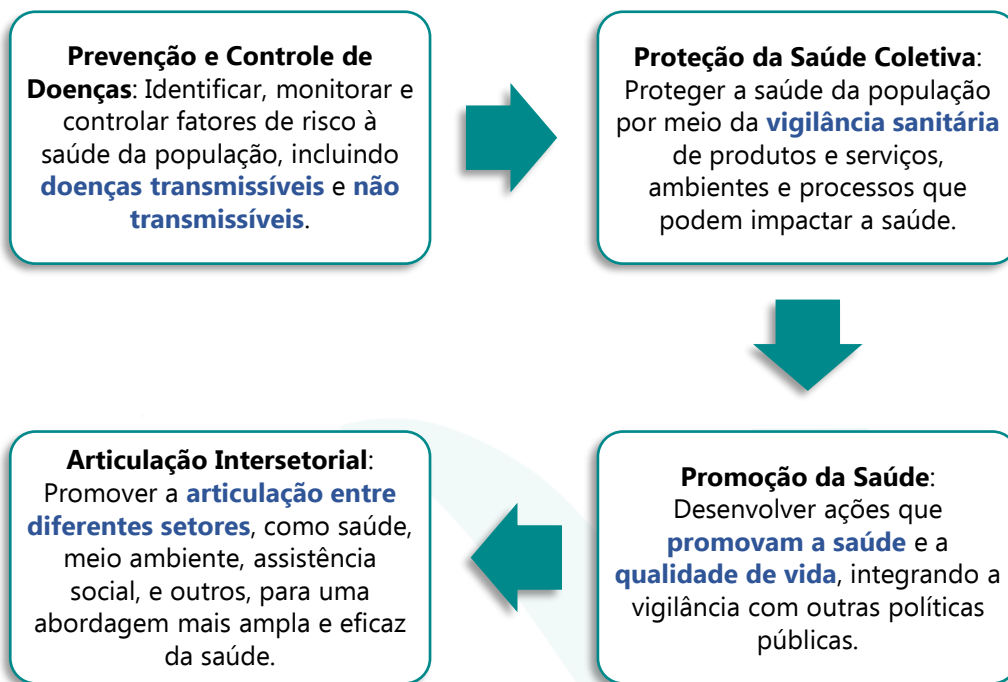 Prevenção e Controle de
Doenças: Identificar, monitorar e
controlar fatores de risco à
saúde da população, incluindo
doenças transmissíveis e não
transmissíveis.
Proteção da Saúde Coletiva:
Proteger a saúde da população
por meio da vigilância sanitária
de produtos e serviços,
ambientes e processos que
podem impactar a saúde.
Promoção da Saúde:
Desenvolver ações que
promovam a saúde e a
qualidade de vida, integrando a
vigilância com outras políticas
públicas.
Articulação Intersetorial:
Promover a articulação entre
diferentes setores, como saúde,
meio ambiente, assistência
social, e outros, para uma
abordagem mais ampla e eficaz
da saúde.